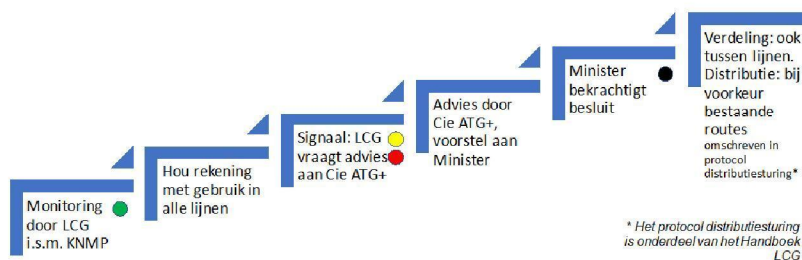 Monitoring
door LCG
i.s.m. KNMP
Hou rekening
met gebruik in
alle lijnen
Signaal: LCG
vraagt advies
aan Cie ATG+
Advies door
Cie ATG+,
voorstel aan
Minister
Minister
bekrachtigt
besluit
Verdeling: ook
tussen lijnen.
Distributie: bij
voorkeur
bestaande
routes
omschreven in
protocol
distributiesturing*
* Het protocol distributiesturing
is onderdeel van het Handboek
LCG